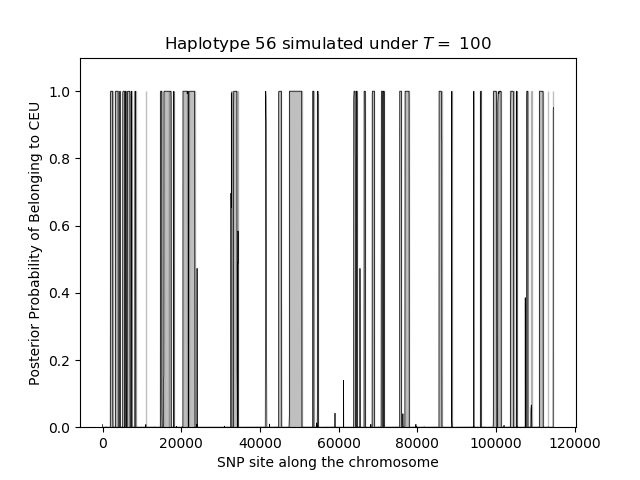 Haplotype 56 simulated under T = 100
1.0
0.8
0.6
0.4
0.2
0.0
Posterior Probability of Belonging to CEU
0 20000 40000 60000 80000 100000 120000
SNP site along the chromosome